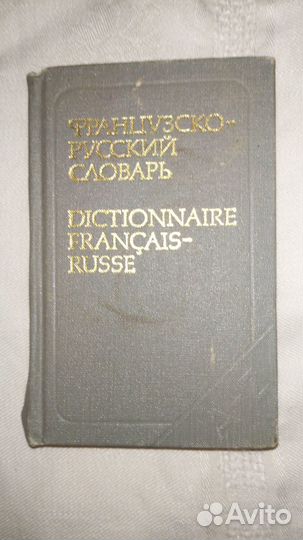 ФРАНЦУЗСКО-
РУССКИЙ
СЛОВАРЬ
DICTIONNAIRE
FRANÇAIS-
RUSSE
Avito